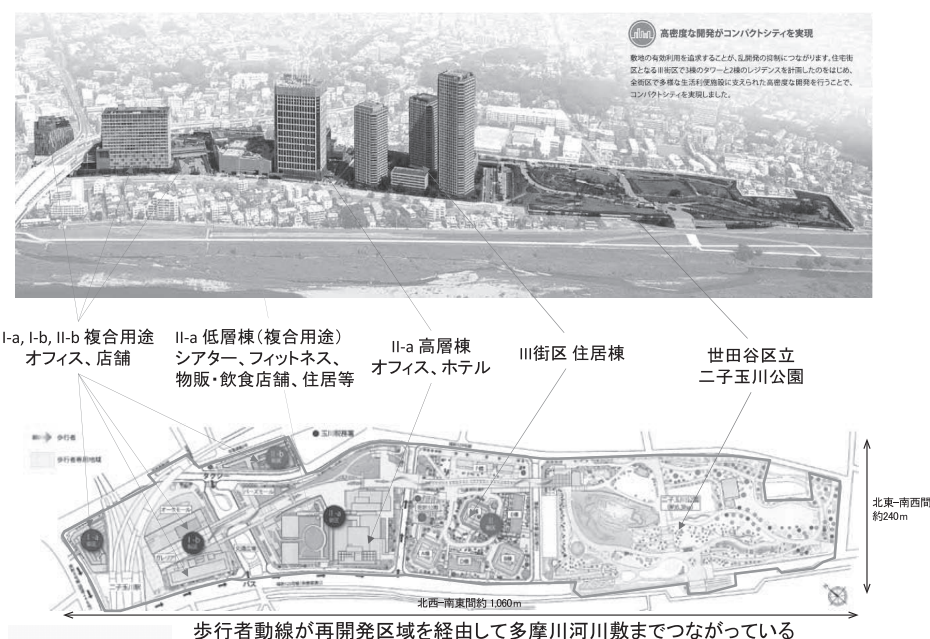 高密度な開発がコンパクトシティを実現
敷地の有効利用を追求することが、乱開発の抑制につながります。住宅街
区となるⅢ街区で3棟のタワーと2棟のレジデンスを計画したのをはじめ、
全街区で多様な生活利便施設に支えられた高密度な開発を行うことで、
コンパクトシティを実現しました。
I-a, I-b, II-b 複合用途
オフィス、店舗
II-a 低層棟（複合用途）
シアター、フィットネス、
物販・飲食店舗、住居等
II-a 高層棟
オフィス、ホテル
III街区 住居棟
世田谷区立
二子玉川公園
歩行者
歩行者専用地域
玉川税務署
タクシー
II-b
I-a
I-b
II-a
バス
二子玉川駅
北東−南西間
約240m
北西−南東間約 1,060m
歩行者動線が再開発区域を経由して多摩川河川敷までつながっている